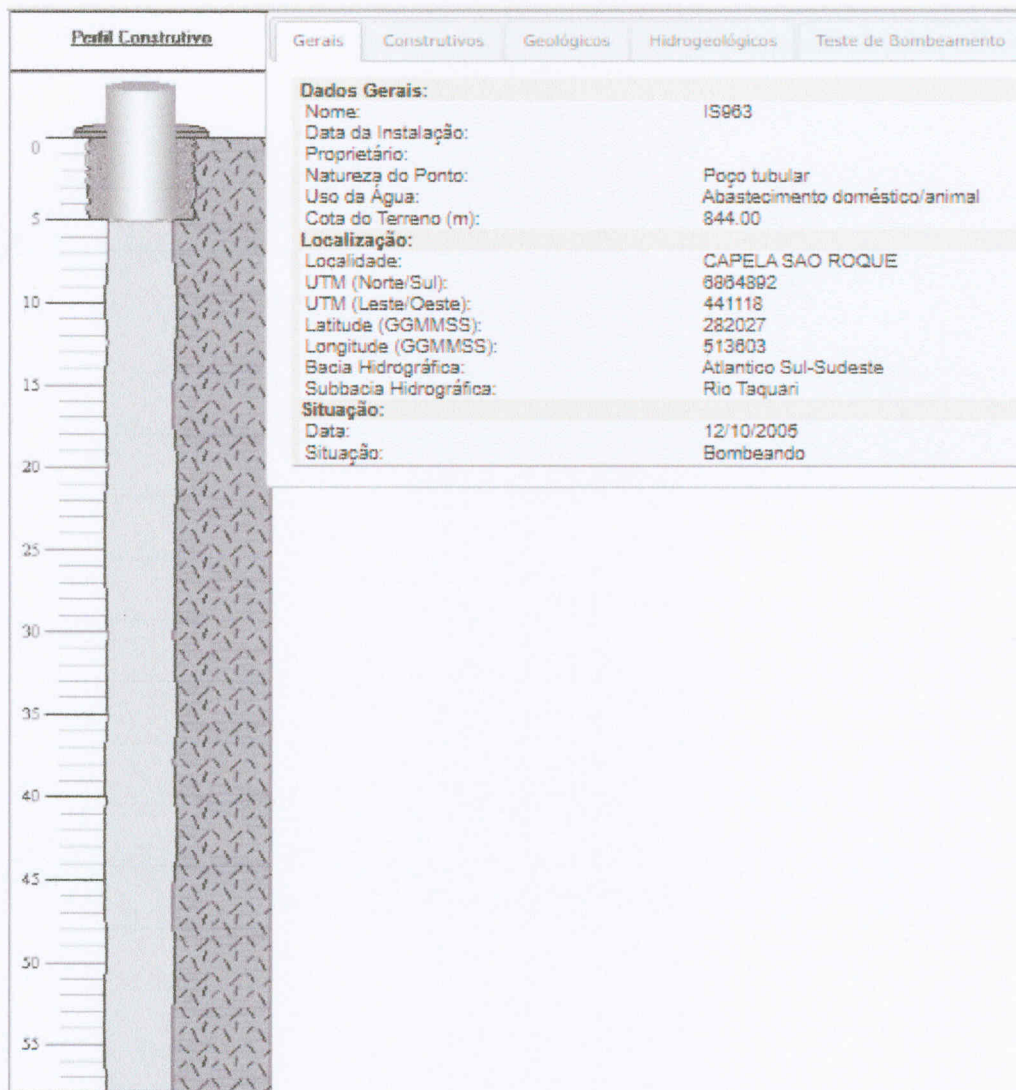 Perfil Construtivo
Gerais Construtivos Geológicos Hidrogeológicos Teste de Bombeamento
Dados Gerais:
Nome: IS963
Data da Instalação:
Proprietário:
Natureza do Ponto: Poço tubular
Uso da Água: Abastecimento doméstico/animal
Cota do Terreno (m): 844.00
Localização:
Localidade: CAPELA SAO ROQUE
UTM (Norte/Sul): 6864892
UTM (Leste/Oeste): 441118
Latitude (GGMMSS): 282027
Longitude (GGMMSS): 513603
Bacia Hidrográfica: Atlantico Sul-Sudeste
Subbacia Hidrográfica: Rio Taquari
Situação:
Data: 12/10/2005
Situação: Bombeando
0
5
10
15
20
25
30
35
40
45
50
55